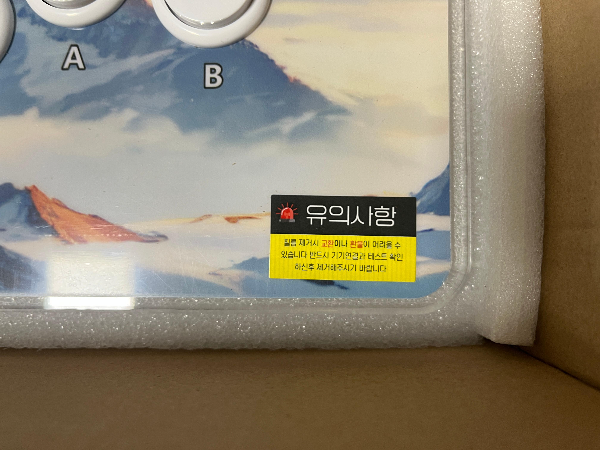 A
B
유의사항
필름 제거시 교환이나 환불이 어려울 수
있습니다 반드시 기기연결과 테스트 확인
하신후 제거해주시기 바랍니다